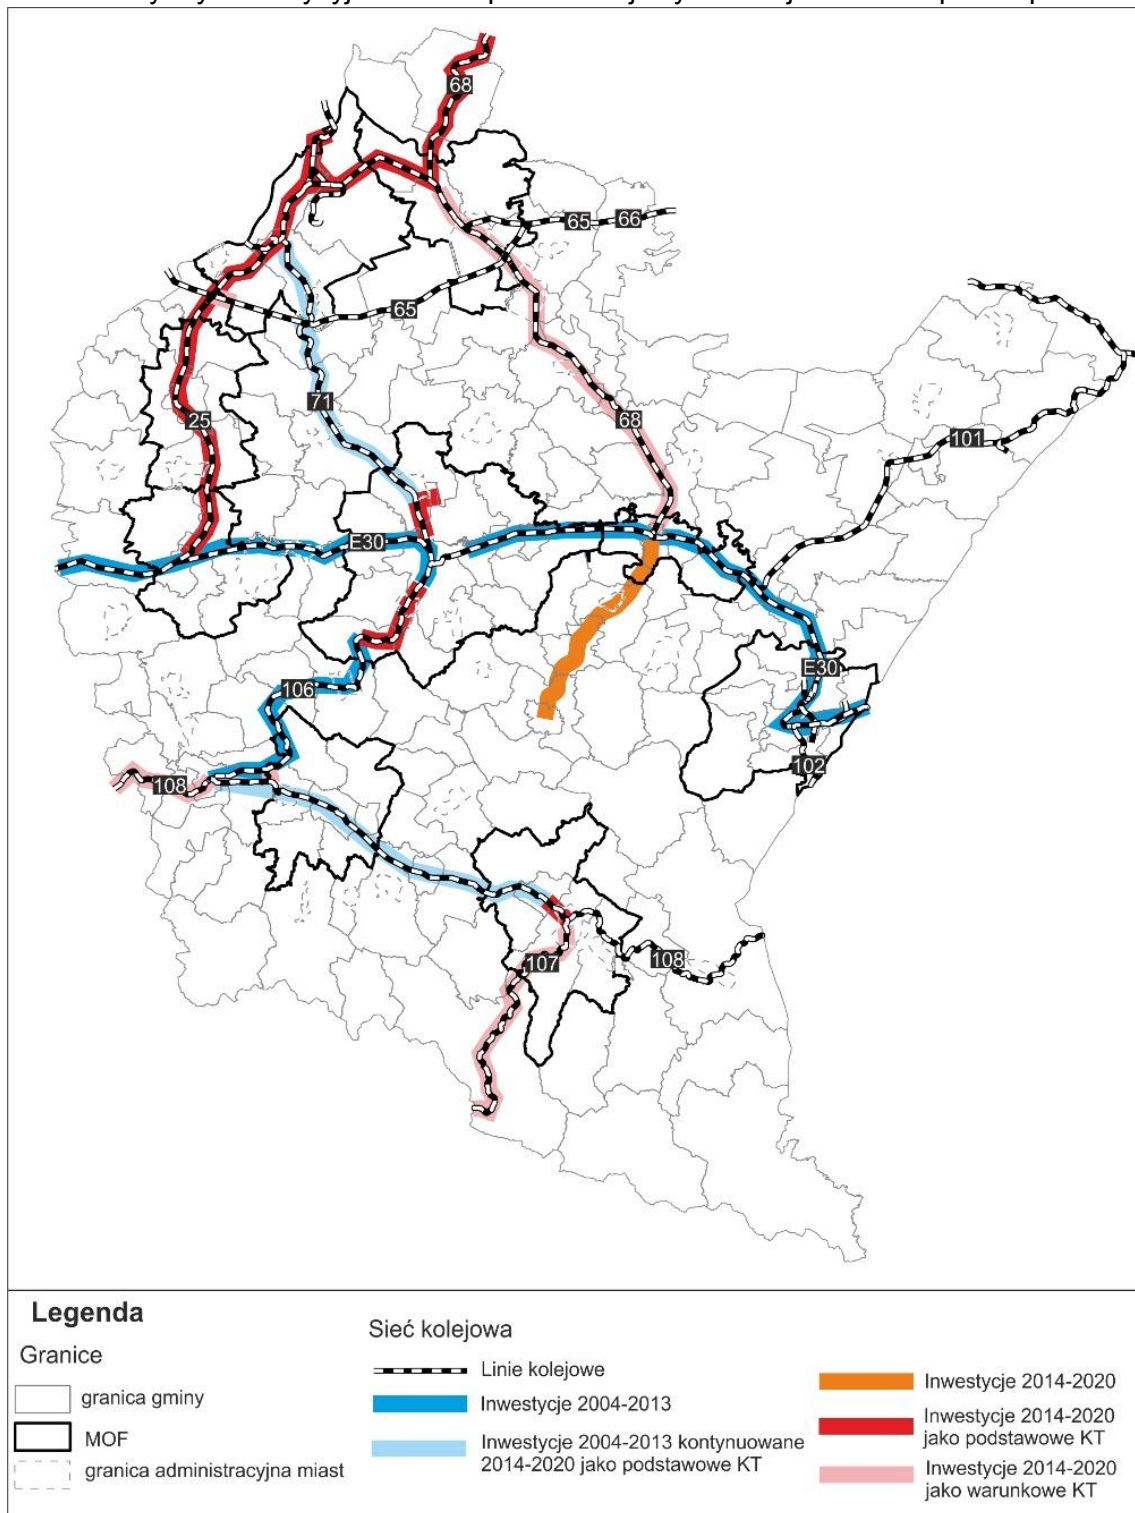 68
65
66
65
25
71
68
101
E30
E30
106
102
108
107
108
Legenda
Granice
granica gminy
MOF
granica administracyjna miast
Sieć kolejowa
Linie kolejowe
Inwestycje 2004-2013
Inwestycje 2004-2013 kontynuowane
2014-2020 jako podstawowe KT
Inwestycje 2014-2020
Inwestycje 2014-2020
jako podstawowe KT
Inwestycje 2014-2020
jako warunkowe KT